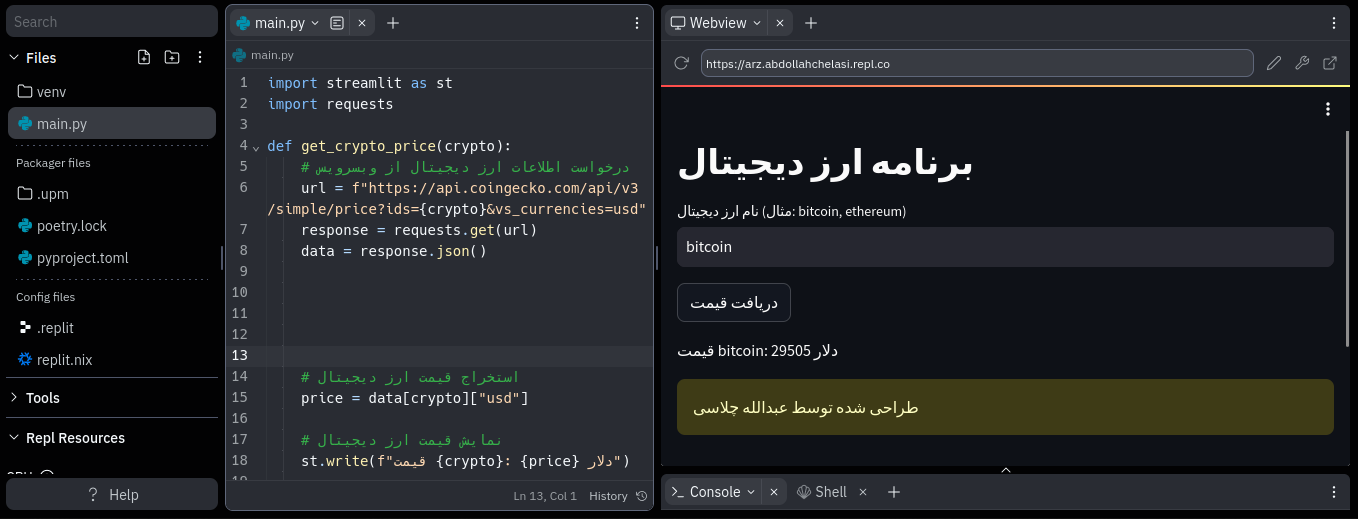 Search
Files
venv
main.py
Packager files
.upm
poetry.lock
pyproject.toml
Config files
.replit
replit.nix
Tools
Repl Resources
? Help
main.py
main.py
1 import streamlit as st
2 import requests
3
4 def get_crypto_price(crypto):
5 # درخواست اطلاعات ارز دیجیتال از وبسرویس
6 url = f"https://api.coingecko.com/api/v3
/simple/price?ids={crypto}&vs_currencies=usd"
7 response = requests.get(url)
8 data = response.json()
9
10
11
12
13
14 # استخراج قیمت ارز دیجیتال
15 price = data[crypto]["usd"]
16
17 # نمایش قیمت ارز دیجیتال
18 st.write(f"قیمت {crypto}: {price} دلار")
Ln 13, Col 1 History
Webview
https://arz.abdollahchelasi.repl.co
برنامه ارز دیجیتال
نام ارز دیجیتال (مثال: bitcoin, ethereum)
bitcoin
دریافت قیمت
قیمت bitcoin: 29505 دلار
طراحی شده توسط عبدالله چلاسی
Console
Shell